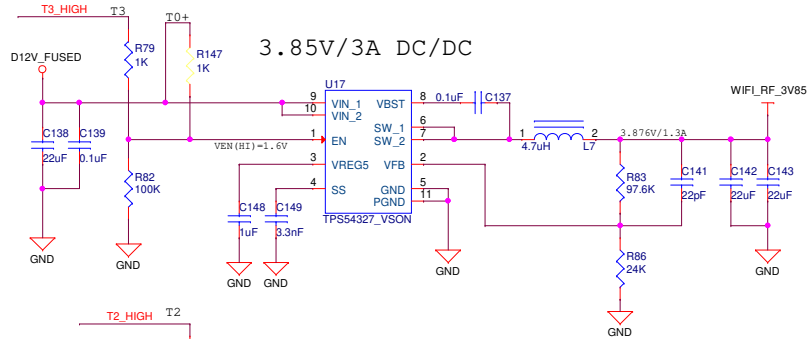 T3_HIGH
T3
T0+
3.85V/3A DC/DC
R79
1K
R147
1K
D12V_FUSED
U17
WIFI_RF_3V85
9
VIN_1
10
VIN_2
VBST
8
0.1uF
C137
SW_1
6
SW_2
7
1
EN
VEN(HI)=1.6V
1
2
4.7uH
L7
3.876V/1.3A
C138
22uF
C139
0.1uF
3
VREG5
VFB
2
R82
100K
4
SS
GND
5
PGND
11
R83
97.6K
C141
22pF
C142
22uF
C143
22uF
C148
1uF
C149
3.3nF
TPS54327_VSON
R86
24K
GND
GND
GND
GND
GND
GND
GND
T2_HIGH
T2